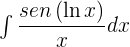 ∫ sen (ln x) / x dx